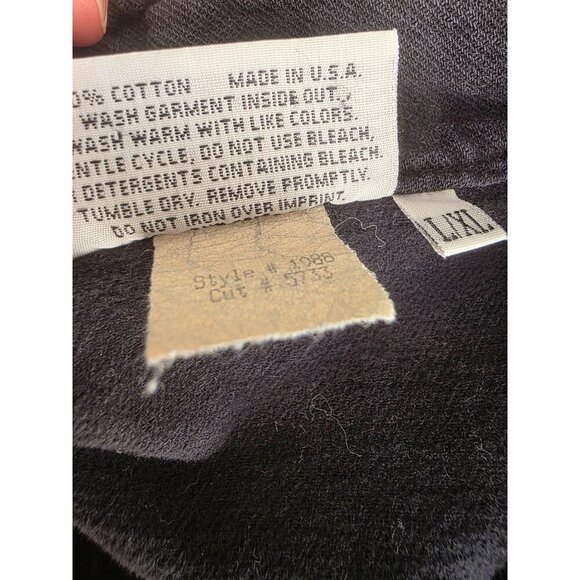 0% COTTON MADE IN U.S.A.
WASH GARMENT INSIDE OUT.
WASH WARM WITH LIKE COLORS.
NTLE CYCLE. DO NOT USE BLEACH,
DETERGENTS CONTAINING BLEACH.
TUMBLE DRY. REMOVE PROMPTLY.
DO NOT IRON OVER IMPRINT.
L/XL
Style # 1086
Cut # 5733